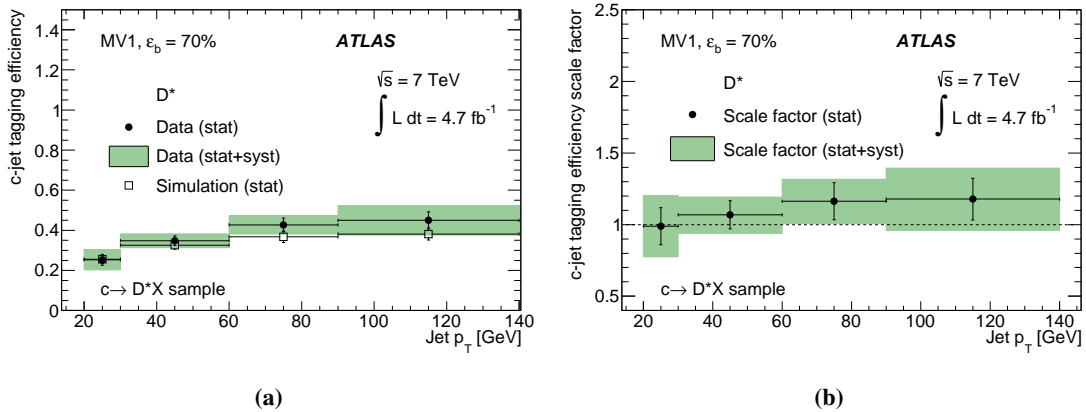 c-jet tagging efficiency
1.4
1.2
1
0.8
0.6
0.4
0.2
0
MV1, ε_b = 70%
ATLAS
√s = 7 TeV
∫ L dt = 4.7 fb⁻¹
D*
Data (stat)
Data (stat+syst)
Simulation (stat)
c→ D*X sample
20 40 60 80 100 120 140
Jet p_T [GeV]
(a)
c-jet tagging efficiency scale factor
2.5
2
1.5
1
0.5
MV1, ε_b = 70%
ATLAS
√s = 7 TeV
∫ L dt = 4.7 fb⁻¹
D*
Scale factor (stat)
Scale factor (stat+syst)
c→ D*X sample
20 40 60 80 100 120 140
Jet p_T [GeV]
(b)